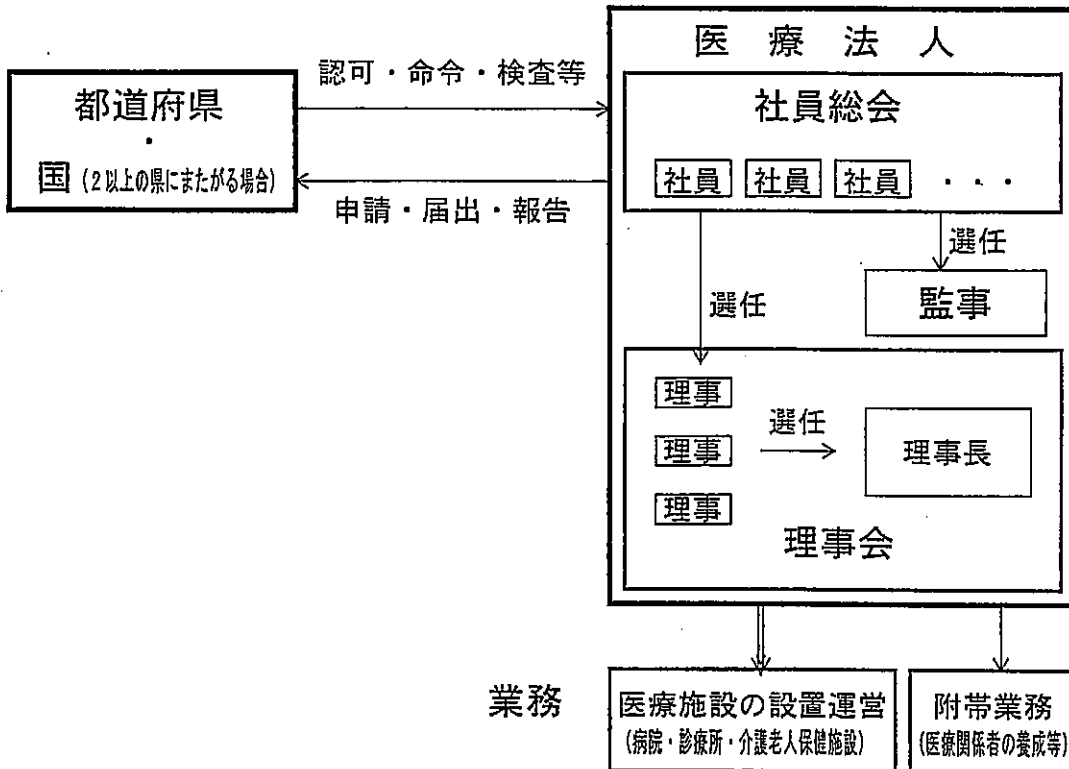 医療法人
認可・命令・検査等
都道府県
・
国(2以上の県にまたがる場合)
申請・届出・報告
社員総会
社員 社員 社員 ・・・
選任
監事
選任
理事
理事
理事
選任
理事長
理事会
業務
医療施設の設置運営
(病院・診療所・介護老人保健施設)
附帯業務
(医療関係者の養成等)